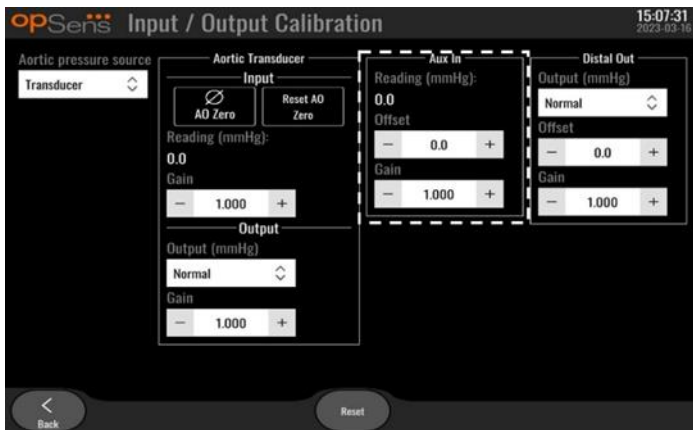 opSens Input / Output Calibration
15:07:31
2023-03-16
Aortic pressure source
Transducer
Aortic Transducer
Input
AO Zero
Reset AO
Zero
Reading (mmHg):
0.0
Gain
− 1.000 +
Output
Output (mmHg)
Normal
Gain
− 1.000 +
Aux In
Reading (mmHg):
0.0
Offset
− 0.0 +
Gain
− 1.000 +
Distal Out
Output (mmHg)
Normal
Offset
− 0.0 +
Gain
− 1.000 +
Back
Reset